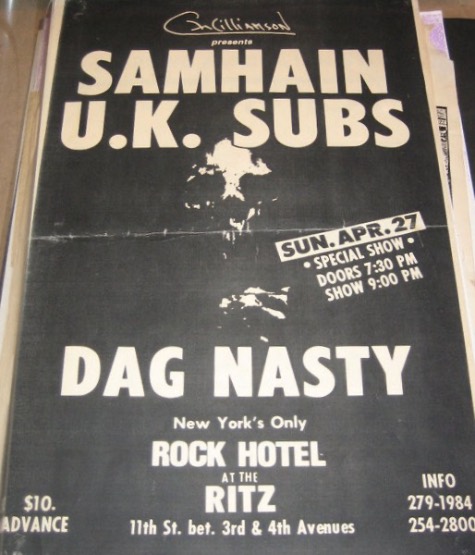 CWilliamson
presents
SAMHAIN
U.K. SUBS
SUN. APR. 27
• SPECIAL SHOW •
DOORS 7:30 PM
SHOW 9:00 PM
DAG NASTY
New York's Only
ROCK HOTEL
AT THE
RITZ
11th St. bet. 3rd & 4th Avenues
$10.
ADVANCE
INFO
279-1984
254-2800